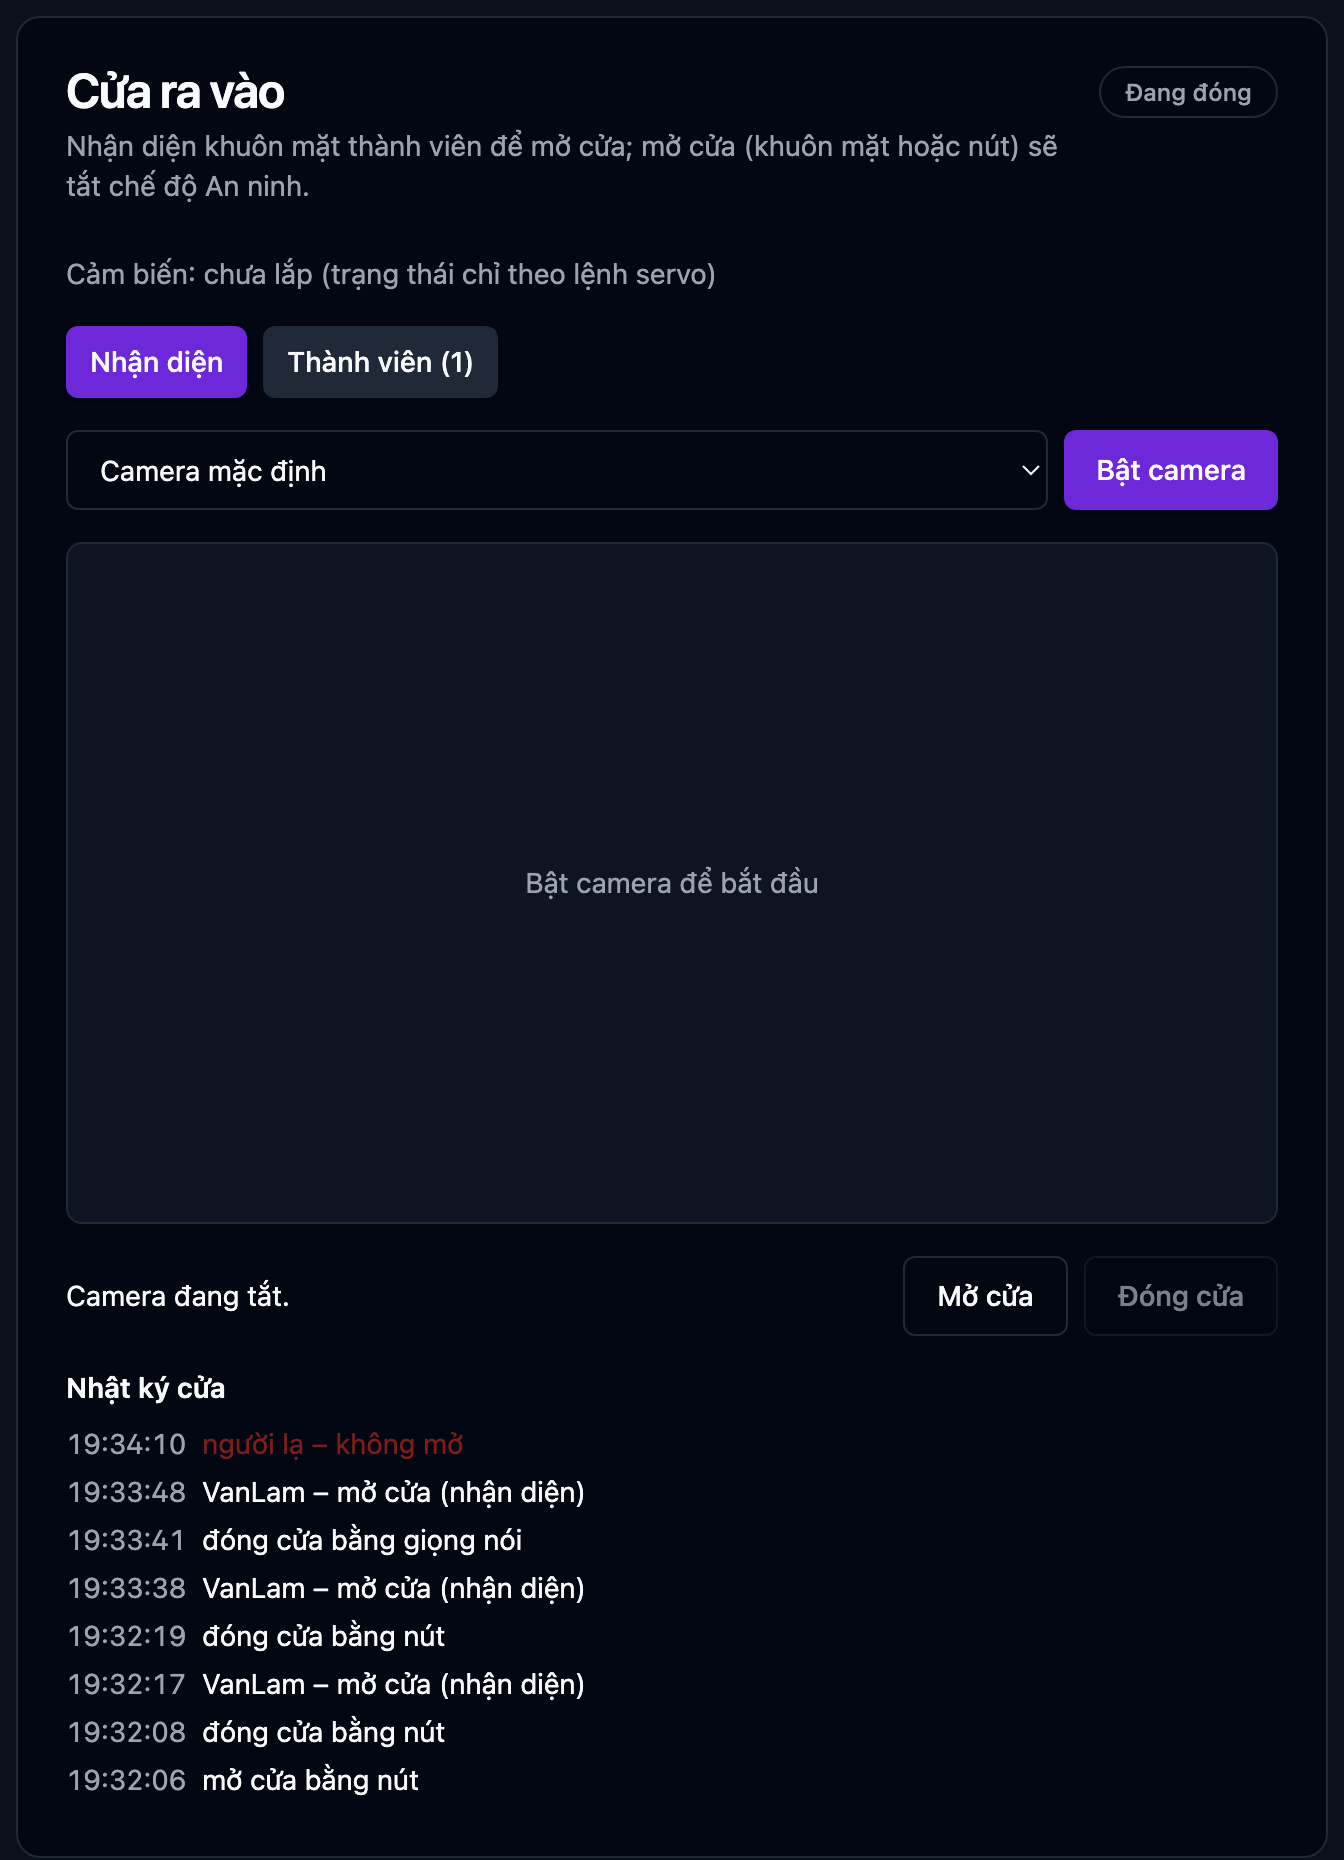 Cửa ra vào
Đang đóng
Nhận diện khuôn mặt thành viên để mở cửa; mở cửa (khuôn mặt hoặc nút) sẽ
tắt chế độ An ninh.
Cảm biến: chưa lắp (trạng thái chỉ theo lệnh servo)
Nhận diện
Thành viên (1)
Camera mặc định
Bật camera
Bật camera để bắt đầu
Camera đang tắt.
Mở cửa
Đóng cửa
Nhật ký cửa
19:34:10 người lạ – không mở
19:33:48 VanLam – mở cửa (nhận diện)
19:33:41 đóng cửa bằng giọng nói
19:33:38 VanLam – mở cửa (nhận diện)
19:32:19 đóng cửa bằng nút
19:32:17 VanLam – mở cửa (nhận diện)
19:32:08 đóng cửa bằng nút
19:32:06 mở cửa bằng nút